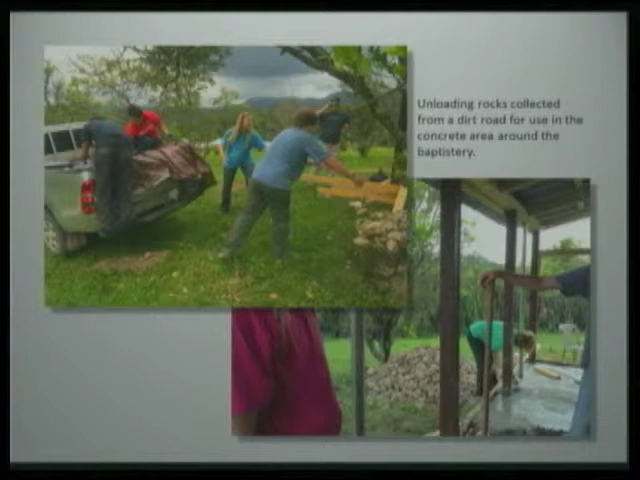 Unloading rocks collected
from a dirt road for use in the
concrete area around the
baptistery.